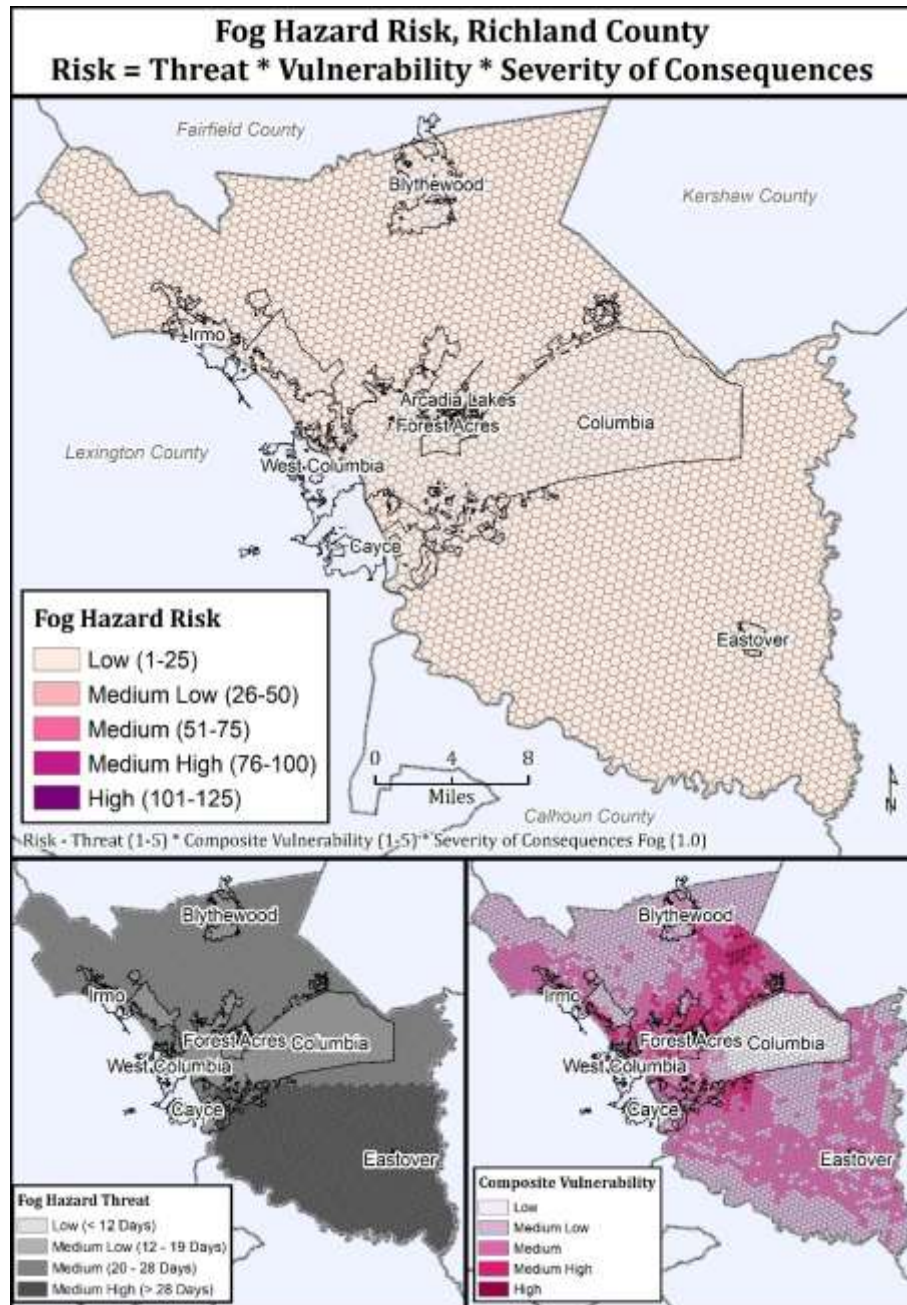 Fog Hazard Risk, Richland County
Risk = Threat * Vulnerability * Severity of Consequences
Fairfield County
Blythewood
Kershaw County
Irmo
Arcadia Lakes
Forest Acres
Columbia
Lexington County
West Columbia
Cayce
Eastover
Fog Hazard Risk
Low (1-25)
Medium Low (26-50)
Medium (51-75)
Medium High (76-100)
High (101-125)
0 4 8
Miles
N
Calhoun County
Risk - Threat (1-5) * Composite Vulnerability (1-5) * Severity of Consequences Fog (1.0)
Blythewood
Irmo
Forest Acres
Columbia
West Columbia
Cayce
Eastover
Fog Hazard Threat
Low (< 12 Days)
Medium Low (12 - 19 Days)
Medium (20 - 28 Days)
Medium High (> 28 Days)
Blythewood
Irmo
Forest Acres
Columbia
West Columbia
Cayce
Eastover
Composite Vulnerability
Low
Medium Low
Medium
Medium High
High